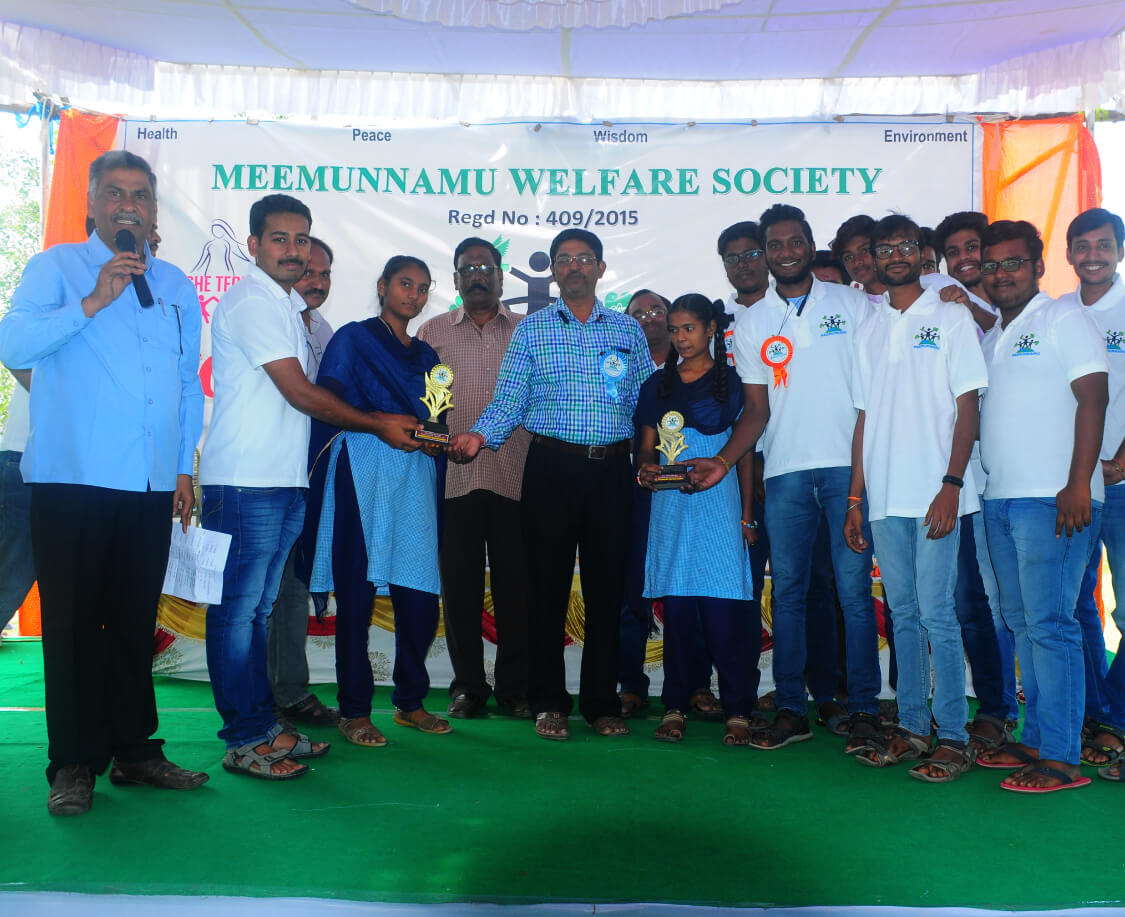 Health Peace Wisdom Environment
MEEMUNNAMU WELFARE SOCIETY
Regd No : 409/2015